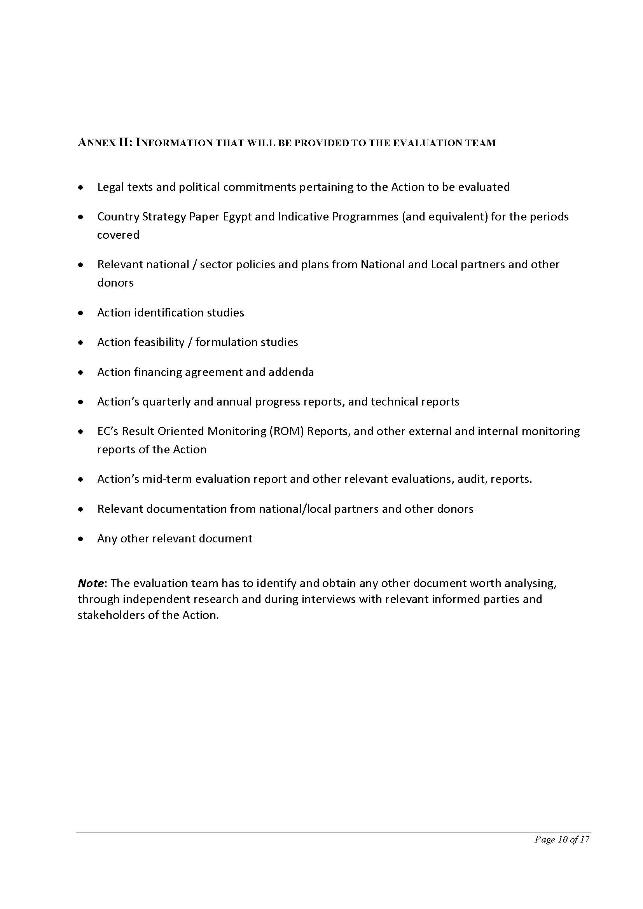 ANNEX II: INFORMATION THAT WILL BE PROVIDED TO THE EVALUATION TEAM
• Legal texts and political commitments pertaining to the Action to be evaluated
• Country Strategy Paper Egypt and Indicative Programmes (and equivalent) for the periods
covered
• Relevant national / sector policies and plans from National and Local partners and other
donors
• Action identification studies
• Action feasibility / formulation studies
• Action financing agreement and addenda
• Action's quarterly and annual progress reports, and technical reports
• EC's Result Oriented Monitoring (ROM) Reports, and other external and internal monitoring
reports of the Action
• Action's mid-term evaluation report and other relevant evaluations, audit, reports.
• Relevant documentation from national/local partners and other donors
• Any other relevant document
Note: The evaluation team has to identify and obtain any other document worth analysing,
through independent research and during interviews with relevant informed parties and
stakeholders of the Action.
Page 10 of 17